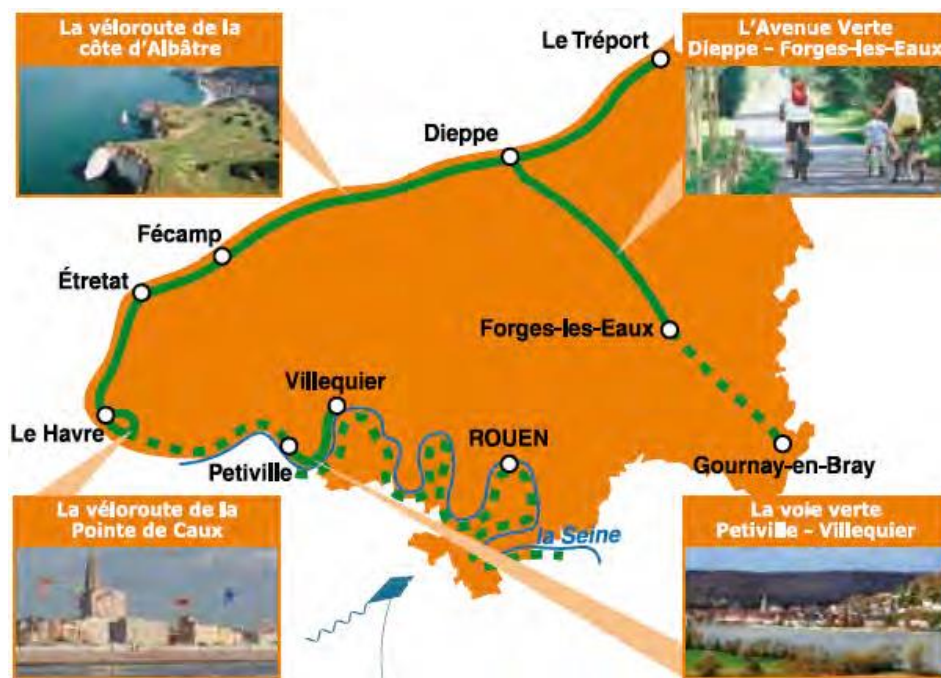 La véloroute de la
côte d'Albâtre
L'Avenue Verte
Dieppe – Forges-les-Eaux
Le Tréport
Dieppe
Fécamp
Étretat
Forges-les-Eaux
Villequier
Le Havre
ROUEN
Petiville
Gournay-en-Bray
la Seine
La véloroute de la
Pointe de Caux
La voie verte
Petiville – Villequier